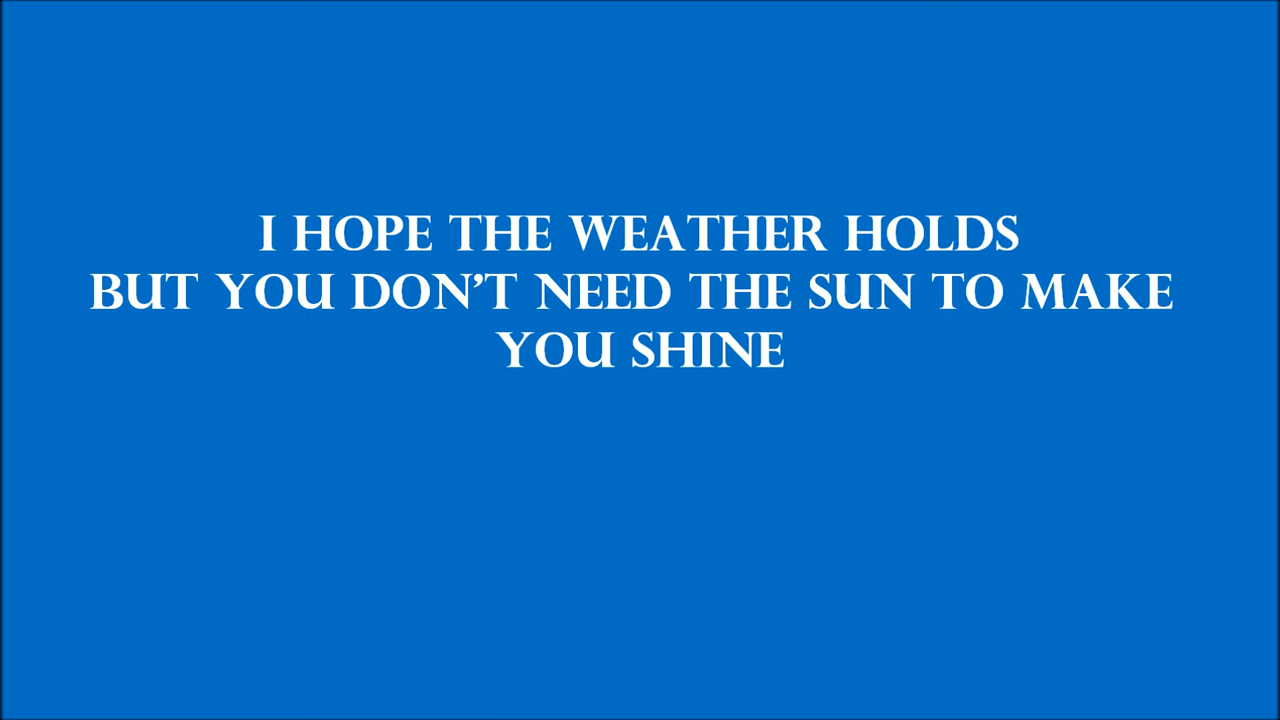 I HOPE THE WEATHER HOLDS
BUT YOU DON'T NEED THE SUN TO MAKE
YOU SHINE